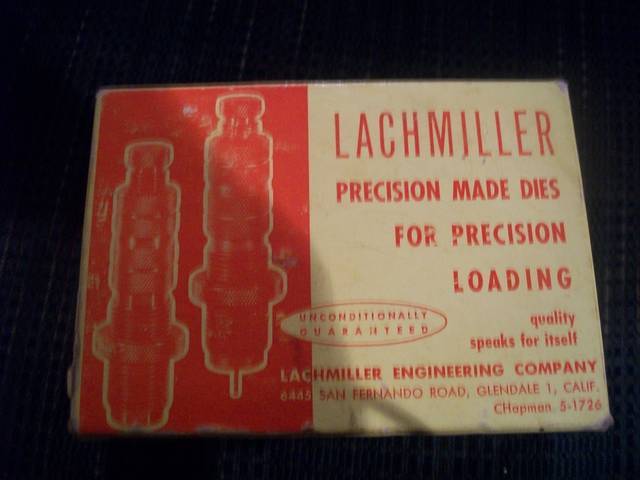 LACHMILLER
PRECISION MADE DIES
FOR PRECISION
LOADING
UNCONDITIONALLY
GUARANTEED
quality
speaks for itself
LACHMILLER ENGINEERING COMPANY
6445 SAN FERNANDO ROAD, GLENDALE 1, CALIF.
CHapman 5-1726